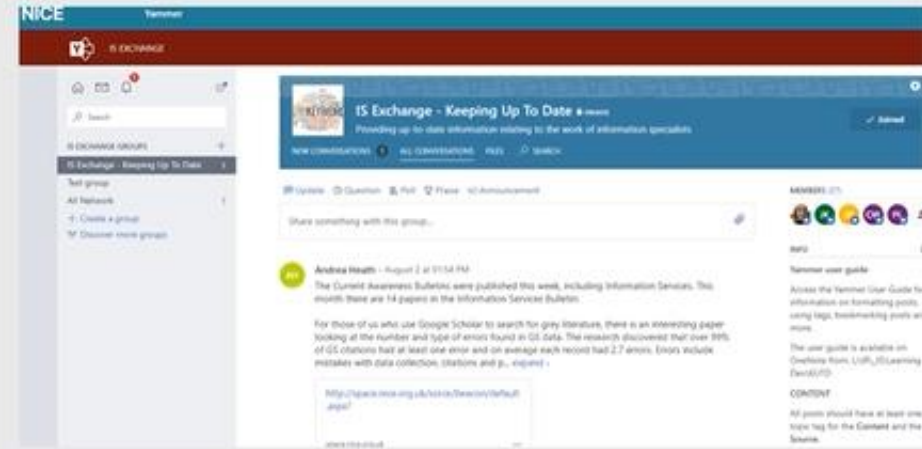 NICE
Yammer
IS EXCHANGE
Search
IS EXCHANGE GROUPS
IS Exchange - Keeping Up To Date
Test group
All Network
+ Create a group
Discover more groups
IS Exchange - Keeping Up To Date
Providing up-to-date information relating to the work of information specialists
Joined
NEW CONVERSATIONS ALL CONVERSATIONS FILES SEARCH
Update Question Poll Praise Announcement
Share something with this group...
Andrea Heath - August 2 at 01:54 PM
The Current Awareness Bulletins were published this week, including Information Services. This
month there are 14 papers in the Information Services Bulletin.
For those of us who use Google Scholar to search for grey literature, there is an interesting paper
looking at the number and type of errors found in GS data. The research discovered that over 99%
of GS citations had at least one error and on average each record had 2.7 errors. Errors include
mistakes with data collection, citations and p... expand
MEMBERS
INFO
Yammer user guide
Access the Yammer User Guide for
information on formatting posts,
using tags, bookmarking posts and
more.
The user guide is available on
CONTENT
All posts should have at least one
topic tag for the Content and the
Source.